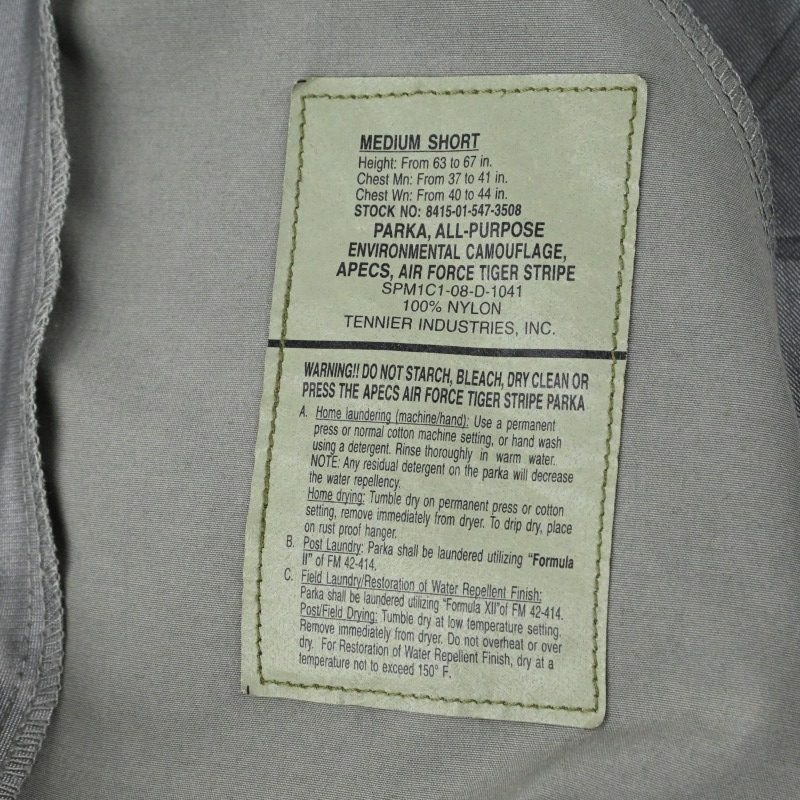 MEDIUM SHORT
Height: From 63 to 67 in.
Chest Mn: From 37 to 41 in.
Chest Wn: From 40 to 44 in.
STOCK NO: 8415-01-547-3508
PARKA, ALL-PURPOSE
ENVIRONMENTAL CAMOUFLAGE,
APECS, AIR FORCE TIGER STRIPE
SPM1C1-08-D-1041
100% NYLON
TENNIER INDUSTRIES, INC.
WARNING!! DO NOT STARCH, BLEACH, DRY CLEAN OR
PRESS THE APECS AIR FORCE TIGER STRIPE PARKA
A. Home laundering (machine/hand): Use a permanent
press or normal cotton machine setting, or hand wash
using a detergent. Rinse thoroughly in warm water.
NOTE: Any residual detergent on the parka will decrease
the water repellency.
Home drying: Tumble dry on permanent press or cotton
setting, remove immediately from dryer. To drip dry, place
on rust proof hanger.
B. Post Laundry: Parka shall be laundered utilizing "Formula
II" of FM 42-414.
C. Field Laundry/Restoration of Water Repellent Finish:
Parka shall be laundered utilizing "Formula XII"of FM 42-414.
Post/Field Drying: Tumble dry at low temperature setting.
Remove immediately from dryer. Do not overheat or over
dry. For Restoration of Water Repellent Finish, dry at a
temperature not to exceed 150° F.